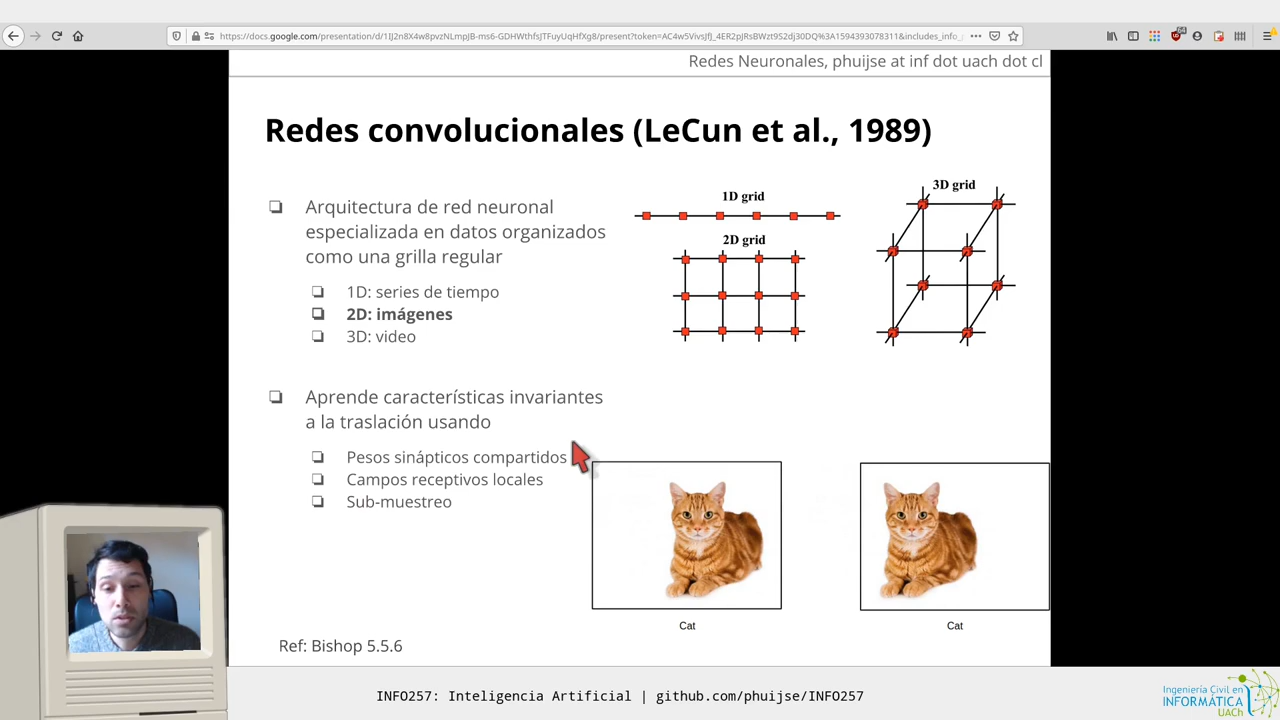 Redes Neuronales, phuijse at inf dot uach dot cl
Redes convolucionales (LeCun et al., 1989)
Arquitectura de red neuronal
especializada en datos organizados
como una grilla regular
1D: series de tiempo
2D: imágenes
3D: video
1D grid
2D grid
3D grid
Aprende características invariantes
a la traslación usando
Pesos sinápticos compartidos
Campos receptivos locales
Sub-muestreo
Cat
Cat
Ref: Bishop 5.5.6
INFO257: Inteligencia Artificial | github.com/phuijse/INFO257
Ingeniería Civil en
INFORMÁTICA
UACh